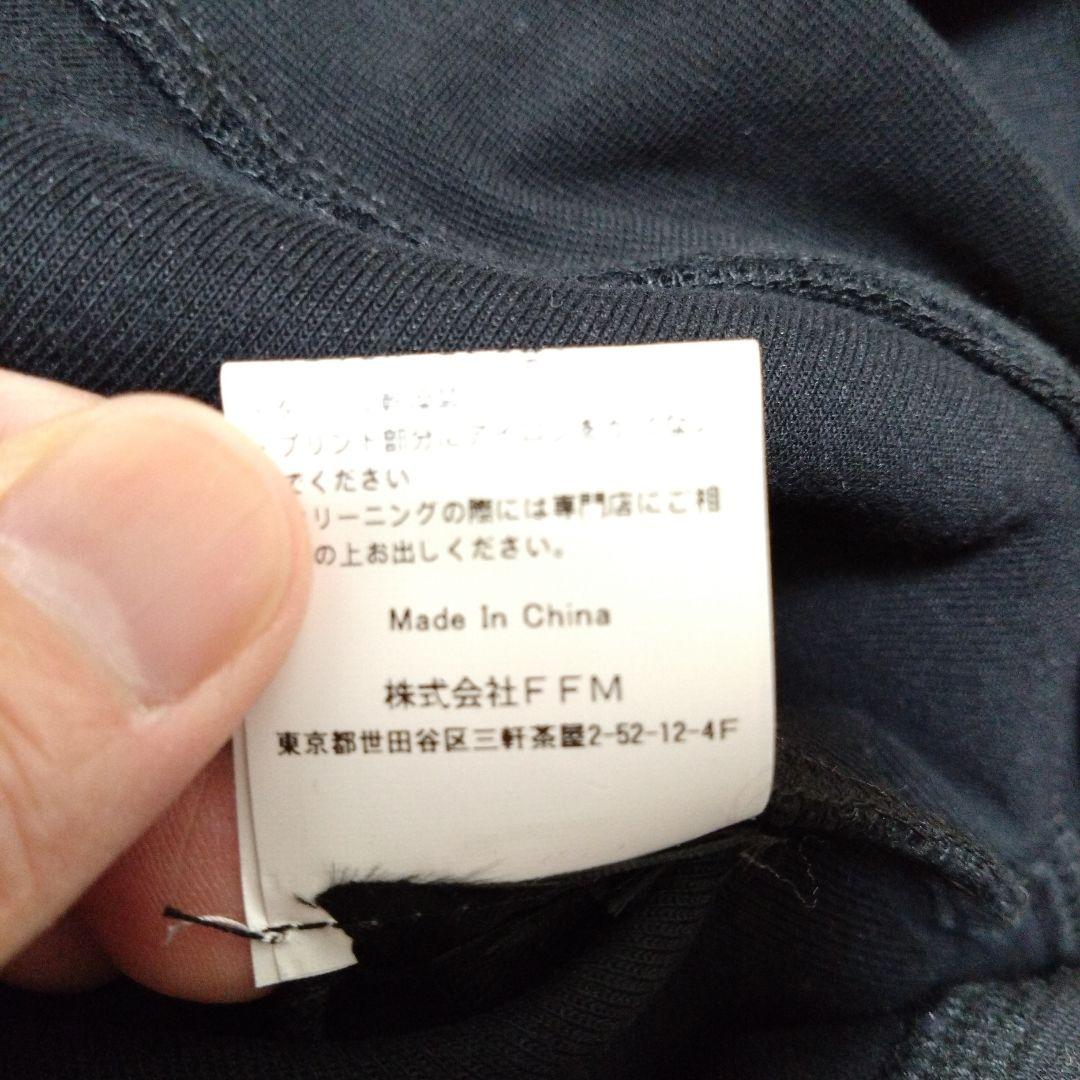 プリント部分にアイロンをかけない
でください
リーニングの際には専門店にご相
の上お出しください。
Made In China
株式会社FFM
東京都世田谷区三軒茶屋2-52-12-4F